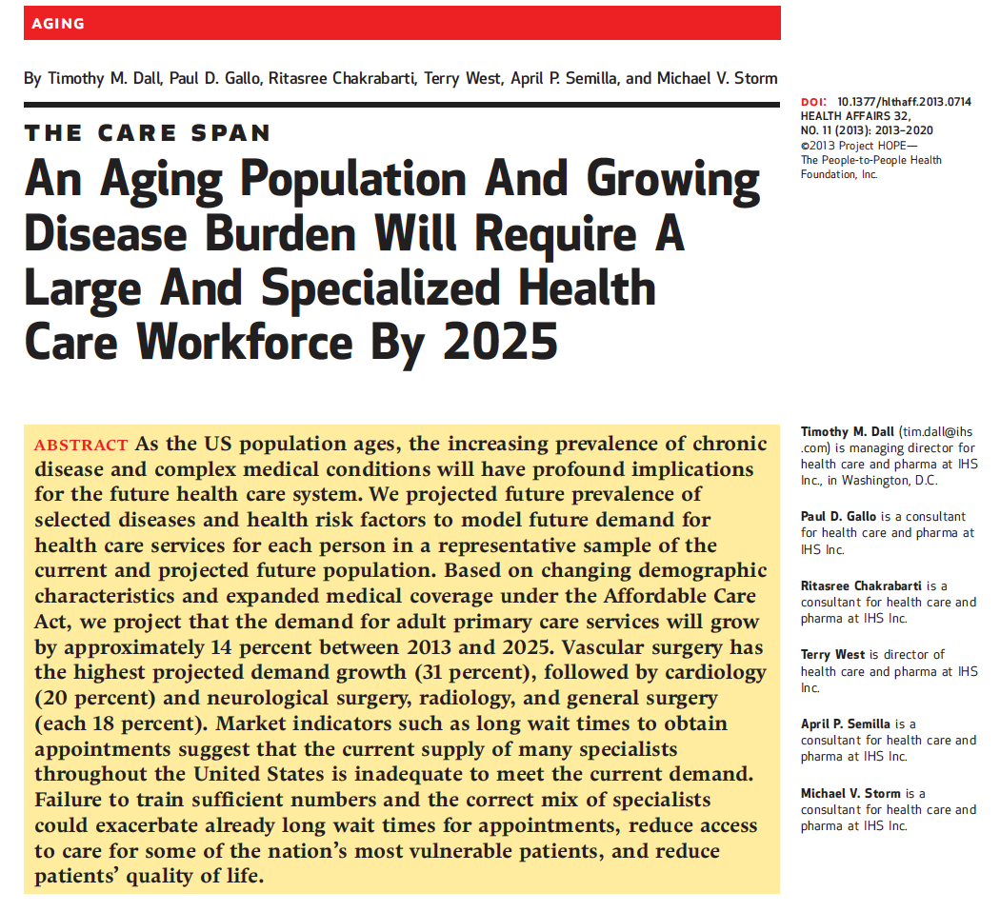 AGING
By Timothy M. Dall, Paul D. Gallo, Ritasree Chakrabarti, Terry West, April P. Semilla, and Michael V. Storm
THE CARE SPAN
An Aging Population And Growing
Disease Burden Will Require A
Large And Specialized Health
Care Workforce By 2025
ABSTRACT As the US population ages, the increasing prevalence of chronic
disease and complex medical conditions will have profound implications
for the future health care system. We projected future prevalence of
selected diseases and health risk factors to model future demand for
health care services for each person in a representative sample of the
current and projected future population. Based on changing demographic
characteristics and expanded medical coverage under the Affordable Care
Act, we project that the demand for adult primary care services will grow
by approximately 14 percent between 2013 and 2025. Vascular surgery has
the highest projected demand growth (31 percent), followed by cardiology
(20 percent) and neurological surgery, radiology, and general surgery
(each 18 percent). Market indicators such as long wait times to obtain
appointments suggest that the current supply of many specialists
throughout the United States is inadequate to meet the current demand.
Failure to train sufficient numbers and the correct mix of specialists
could exacerbate already long wait times for appointments, reduce access
to care for some of the nation's most vulnerable patients, and reduce
patients' quality of life.
DOI: 10.1377/hlthaff.2013.0714
HEALTH AFFAIRS 32,
NO. 11 (2013): 2013–2020
©2013 Project HOPE—
The People-to-People Health
Foundation, Inc.
Timothy M. Dall (tim.dall@ihs
.com) is managing director for
health care and pharma at IHS
Inc., in Washington, D.C.
Paul D. Gallo is a consultant
for health care and pharma at
IHS Inc.
Ritasree Chakrabarti is a
consultant for health care and
pharma at IHS Inc.
Terry West is director of
health care and pharma at IHS
Inc.
April P. Semilla is a
consultant for health care and
pharma at IHS Inc.
Michael V. Storm is a
consultant for health care and
pharma at IHS Inc.